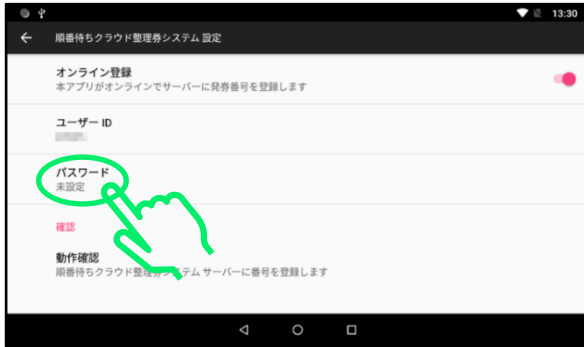 13:30
順番待ちクラウド整理券システム 設定
オンライン登録
本アプリがオンラインでサーバーに発券番号を登録します
ユーザー ID
パスワード
未設定
確認
動作確認
順番待ちクラウド整理券システム サーバーに番号を登録します